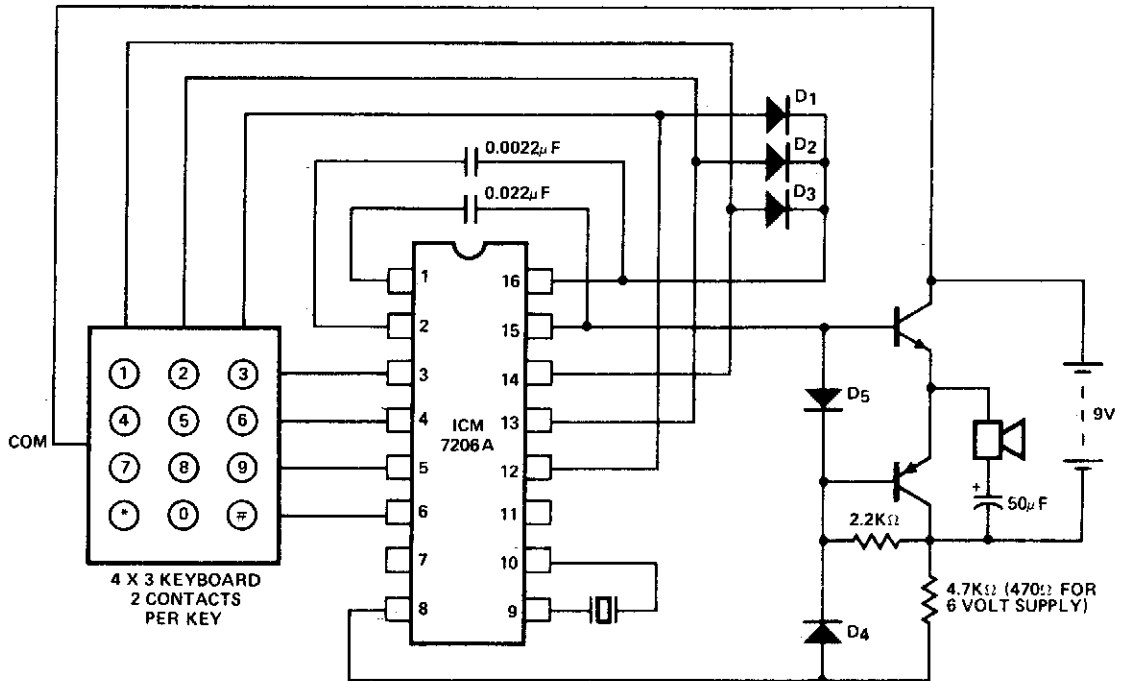 D1
0.0022μF
D2
0.022μF
D3
1 16
2 15
1 2 3
3 14
4 5 6
4 13
D5
COM
ICM
7206A
9V
7 8 9
5 12
* 0 #
6 11
+
50μF
2.2KΩ
7 10
4 X 3 KEYBOARD
2 CONTACTS
PER KEY
8 9
4.7KΩ (470Ω FOR
6 VOLT SUPPLY)
D4